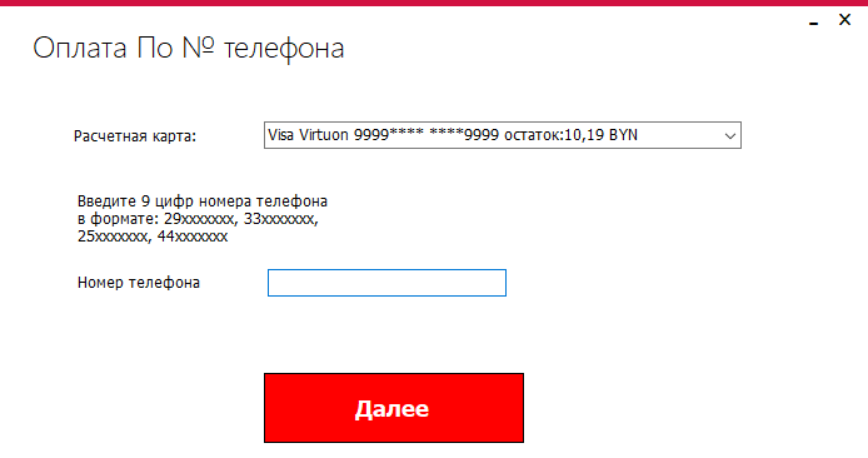 Оплата По № телефона
Расчетная карта:
Visa Virtuon 9999**** ****9999 остаток:10,19 BYN
Введите 9 цифр номера телефона
в формате: 29xxxxxxx, 33xxxxxxx,
25xxxxxxx, 44xxxxxxx
Номер телефона
Далее